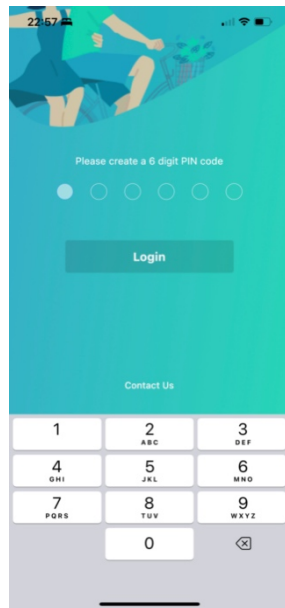 22:57
Please create a 6 digit PIN code
Login
Contact Us
1
2
ABC
3
DEF
4
GHI
5
JKL
6
MNO
7
PQRS
8
TUV
9
WXYZ
0